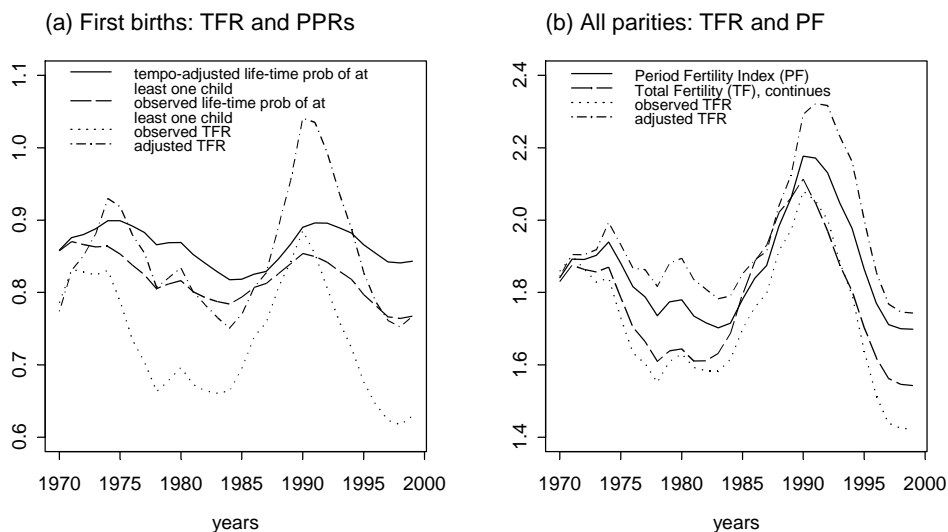 (a) First births: TFR and PPRs
tempo-adjusted life-time prob of at
least one child
observed life-time prob of at
least one child
observed TFR
adjusted TFR
1.1
1.0
0.9
0.8
0.7
0.6
1970 1975 1980 1985 1990 1995 2000
years
(b) All parities: TFR and PF
Period Fertility Index (PF)
Total Fertility (TF), continues
observed TFR
adjusted TFR
2.4
2.2
2.0
1.8
1.6
1.4
1970 1975 1980 1985 1990 1995 2000
years